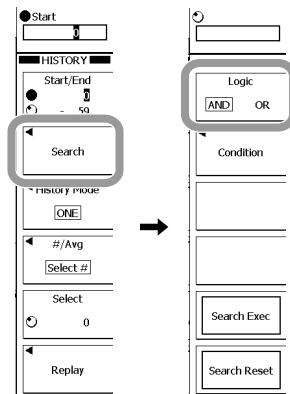 Start
0
HISTORY
Start/End
0
- 59
Search
History Mode
ONE
#/Avg
Select #
Select
0
Replay
Logic
AND OR
Condition
Search Exec
Search Reset